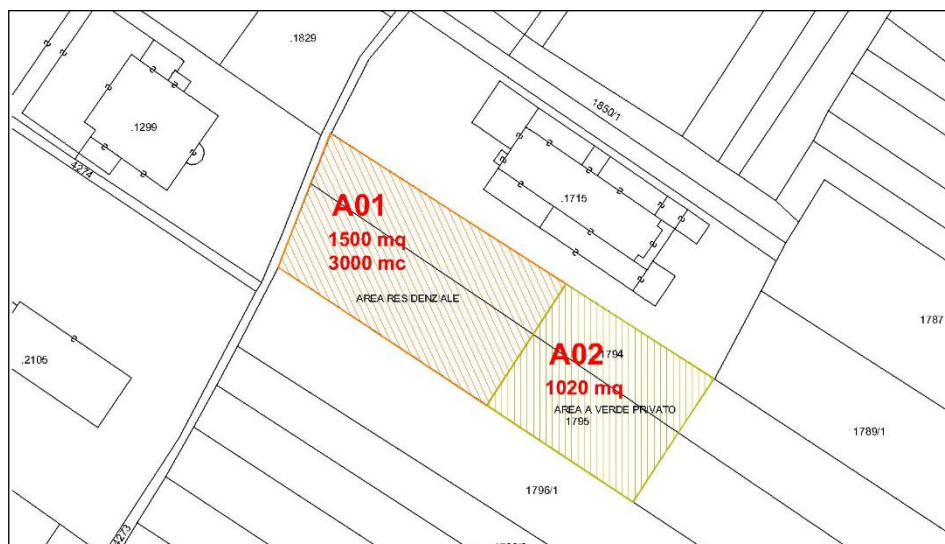 .1829
1850/1
.1299
4274
.1715
A01
1500 mq
3000 mc
AREA RESIDENZIALE
1787
.2105
A02
1794
1020 mq
AREA A VERDE PRIVATO
1795
1789/1
1796/1
4273